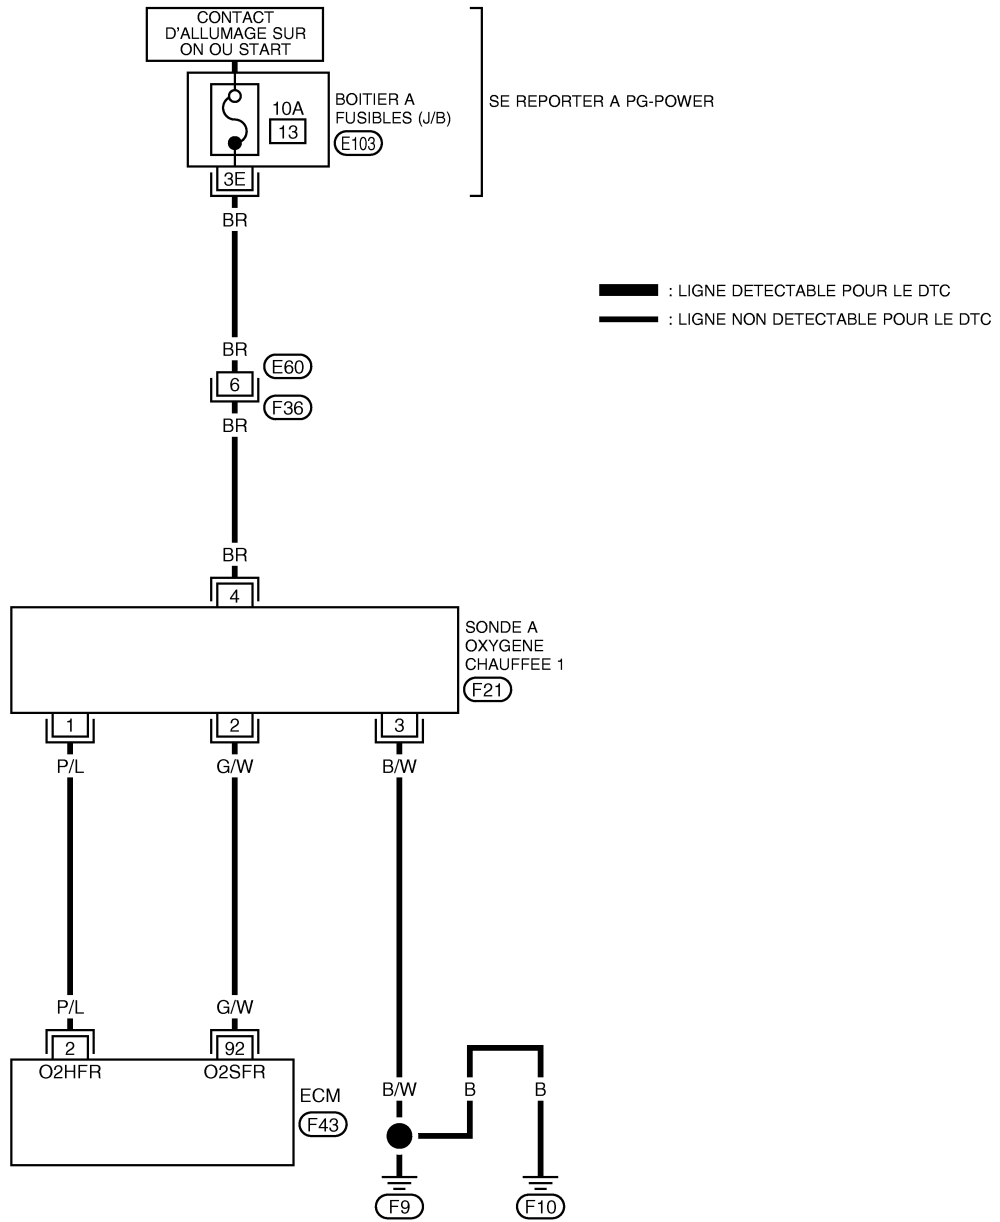 CONTACT
D'ALLUMAGE SUR
ON OU START
10A
13
BOITIER A
FUSIBLES (J/B)
E103
SE REPORTER A PG-POWER
3E
BR
: LIGNE DETECTABLE POUR LE DTC
: LIGNE NON DETECTABLE POUR LE DTC
BR
E60
6
F36
BR
BR
4
SONDE A
OXYGENE
CHAUFFEE 1
F21
1
2
3
P/L
G/W
B/W
P/L
G/W
2
92
O2HFR
O2SFR
ECM
F43
B/W
B
B
F9
F10